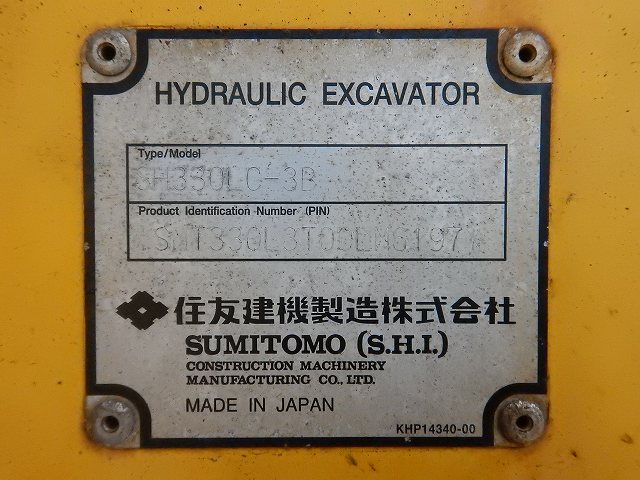 HYDRAULIC EXCAVATOR
Type/Model
SH330LC-3B
Product Identification Number (PIN)
住友建機製造株式会社
SUMITOMO (S.H.I.)
CONSTRUCTION MACHINERY
MANUFACTURING CO., LTD.
MADE IN JAPAN
KHP14340-00